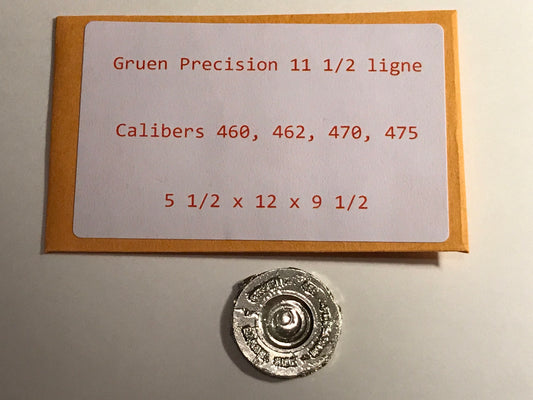 Gruen Precision 11 1/2 ligne
Calibers 460, 462, 470, 475
5 1/2 x 12 x 9 1/2